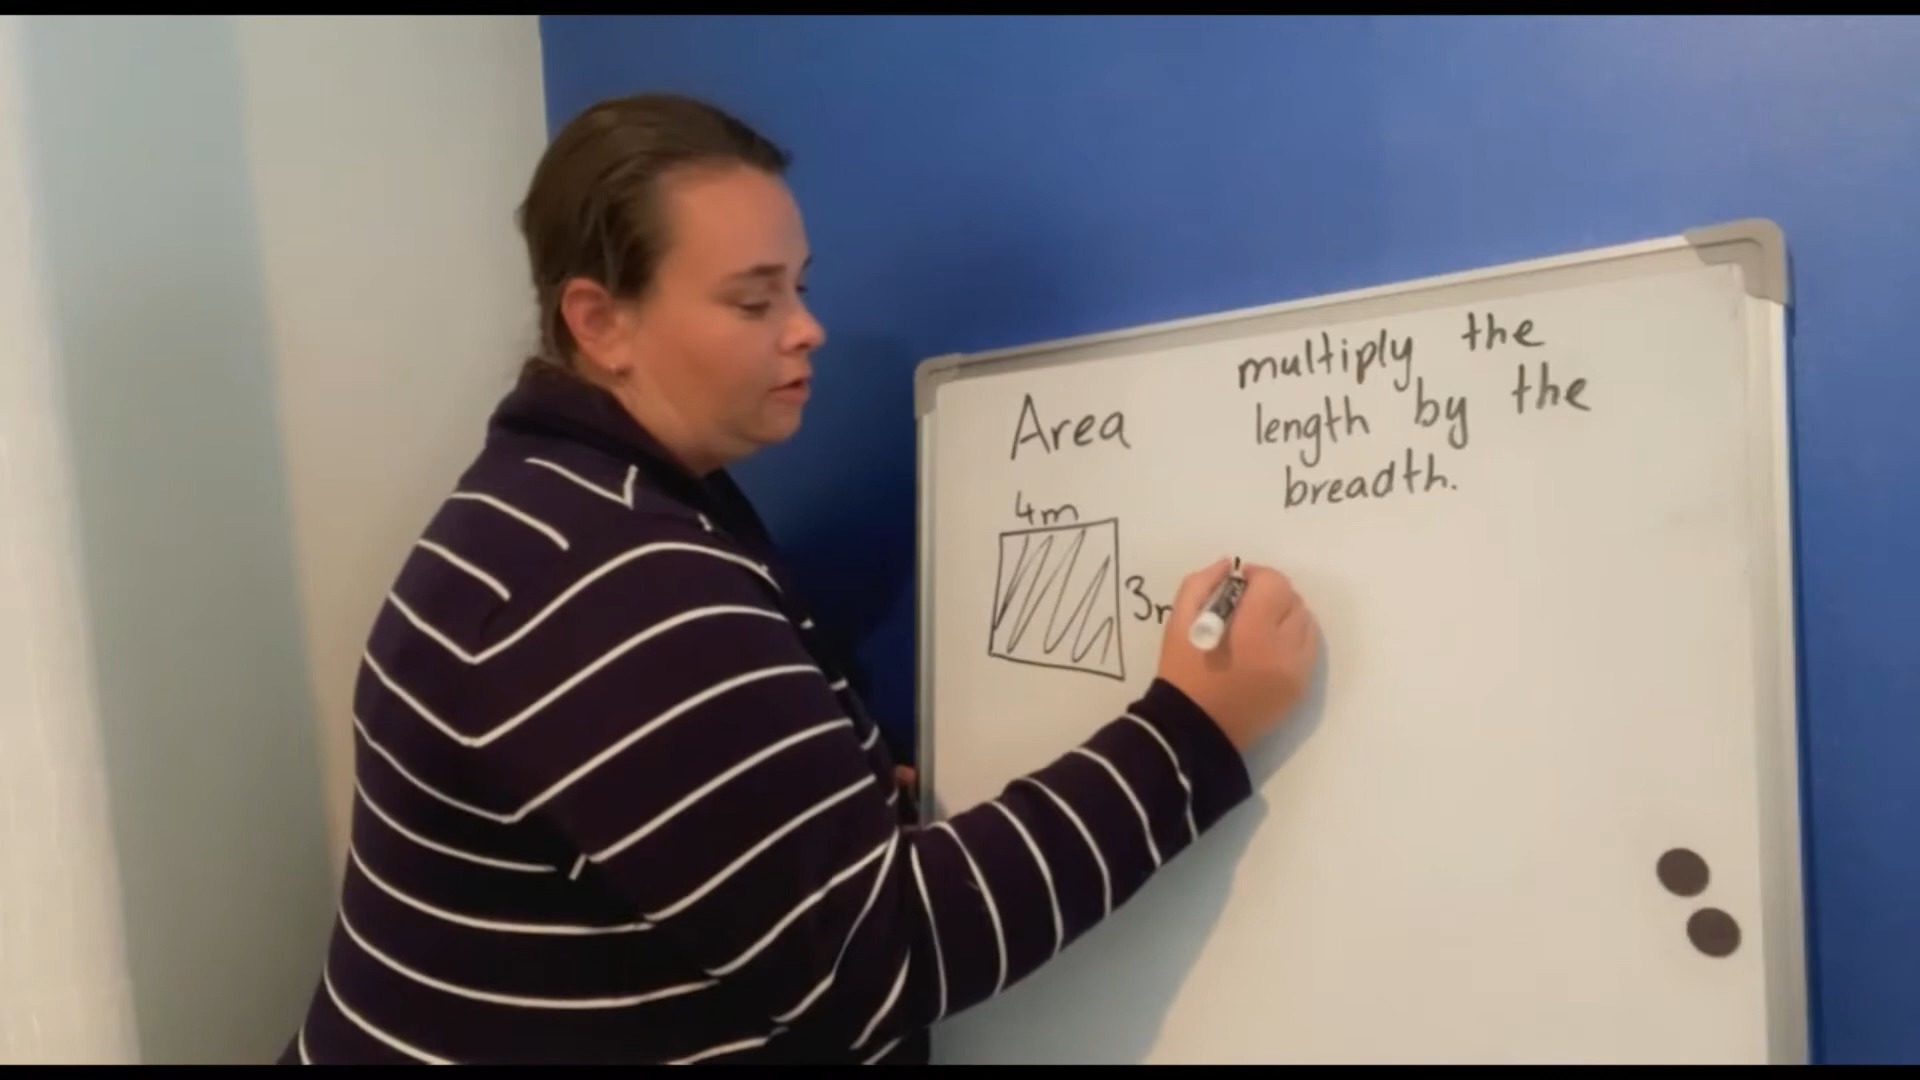 Area
multiply the
length by the
breadth.
4m
3